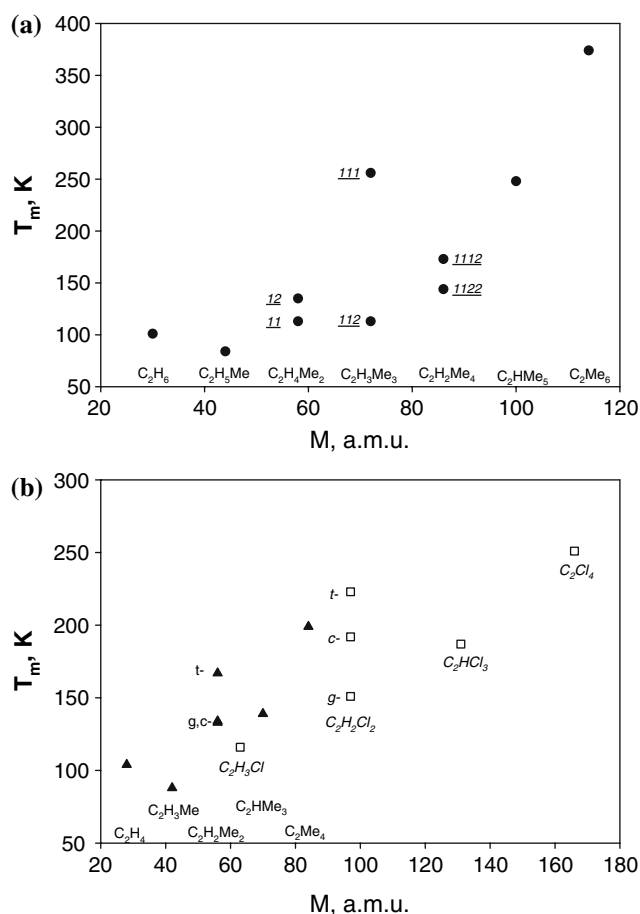 (a)
400
350
300
250
200
150
100
50
T_m, K
111
12
11
112
1112
1122
C₂H₆
C₂H₅Me
C₂H₄Me₂
C₂H₃Me₃
C₂H₂Me₄
C₂HMe₅
C₂Me₆
20 40 60 80 100 120
M, a.m.u.
(b)
300
250
200
150
100
50
T_m, K
C₂Cl₄
t-
c-
C₂HCl₃
t-
g-
g,c-
C₂H₂Cl₂
C₂H₃Cl
C₂H₃Me
C₂HMe₃
C₂H₄
C₂H₂Me₂
C₂Me₄
20 40 60 80 100 120 140 160 180
M, a.m.u.